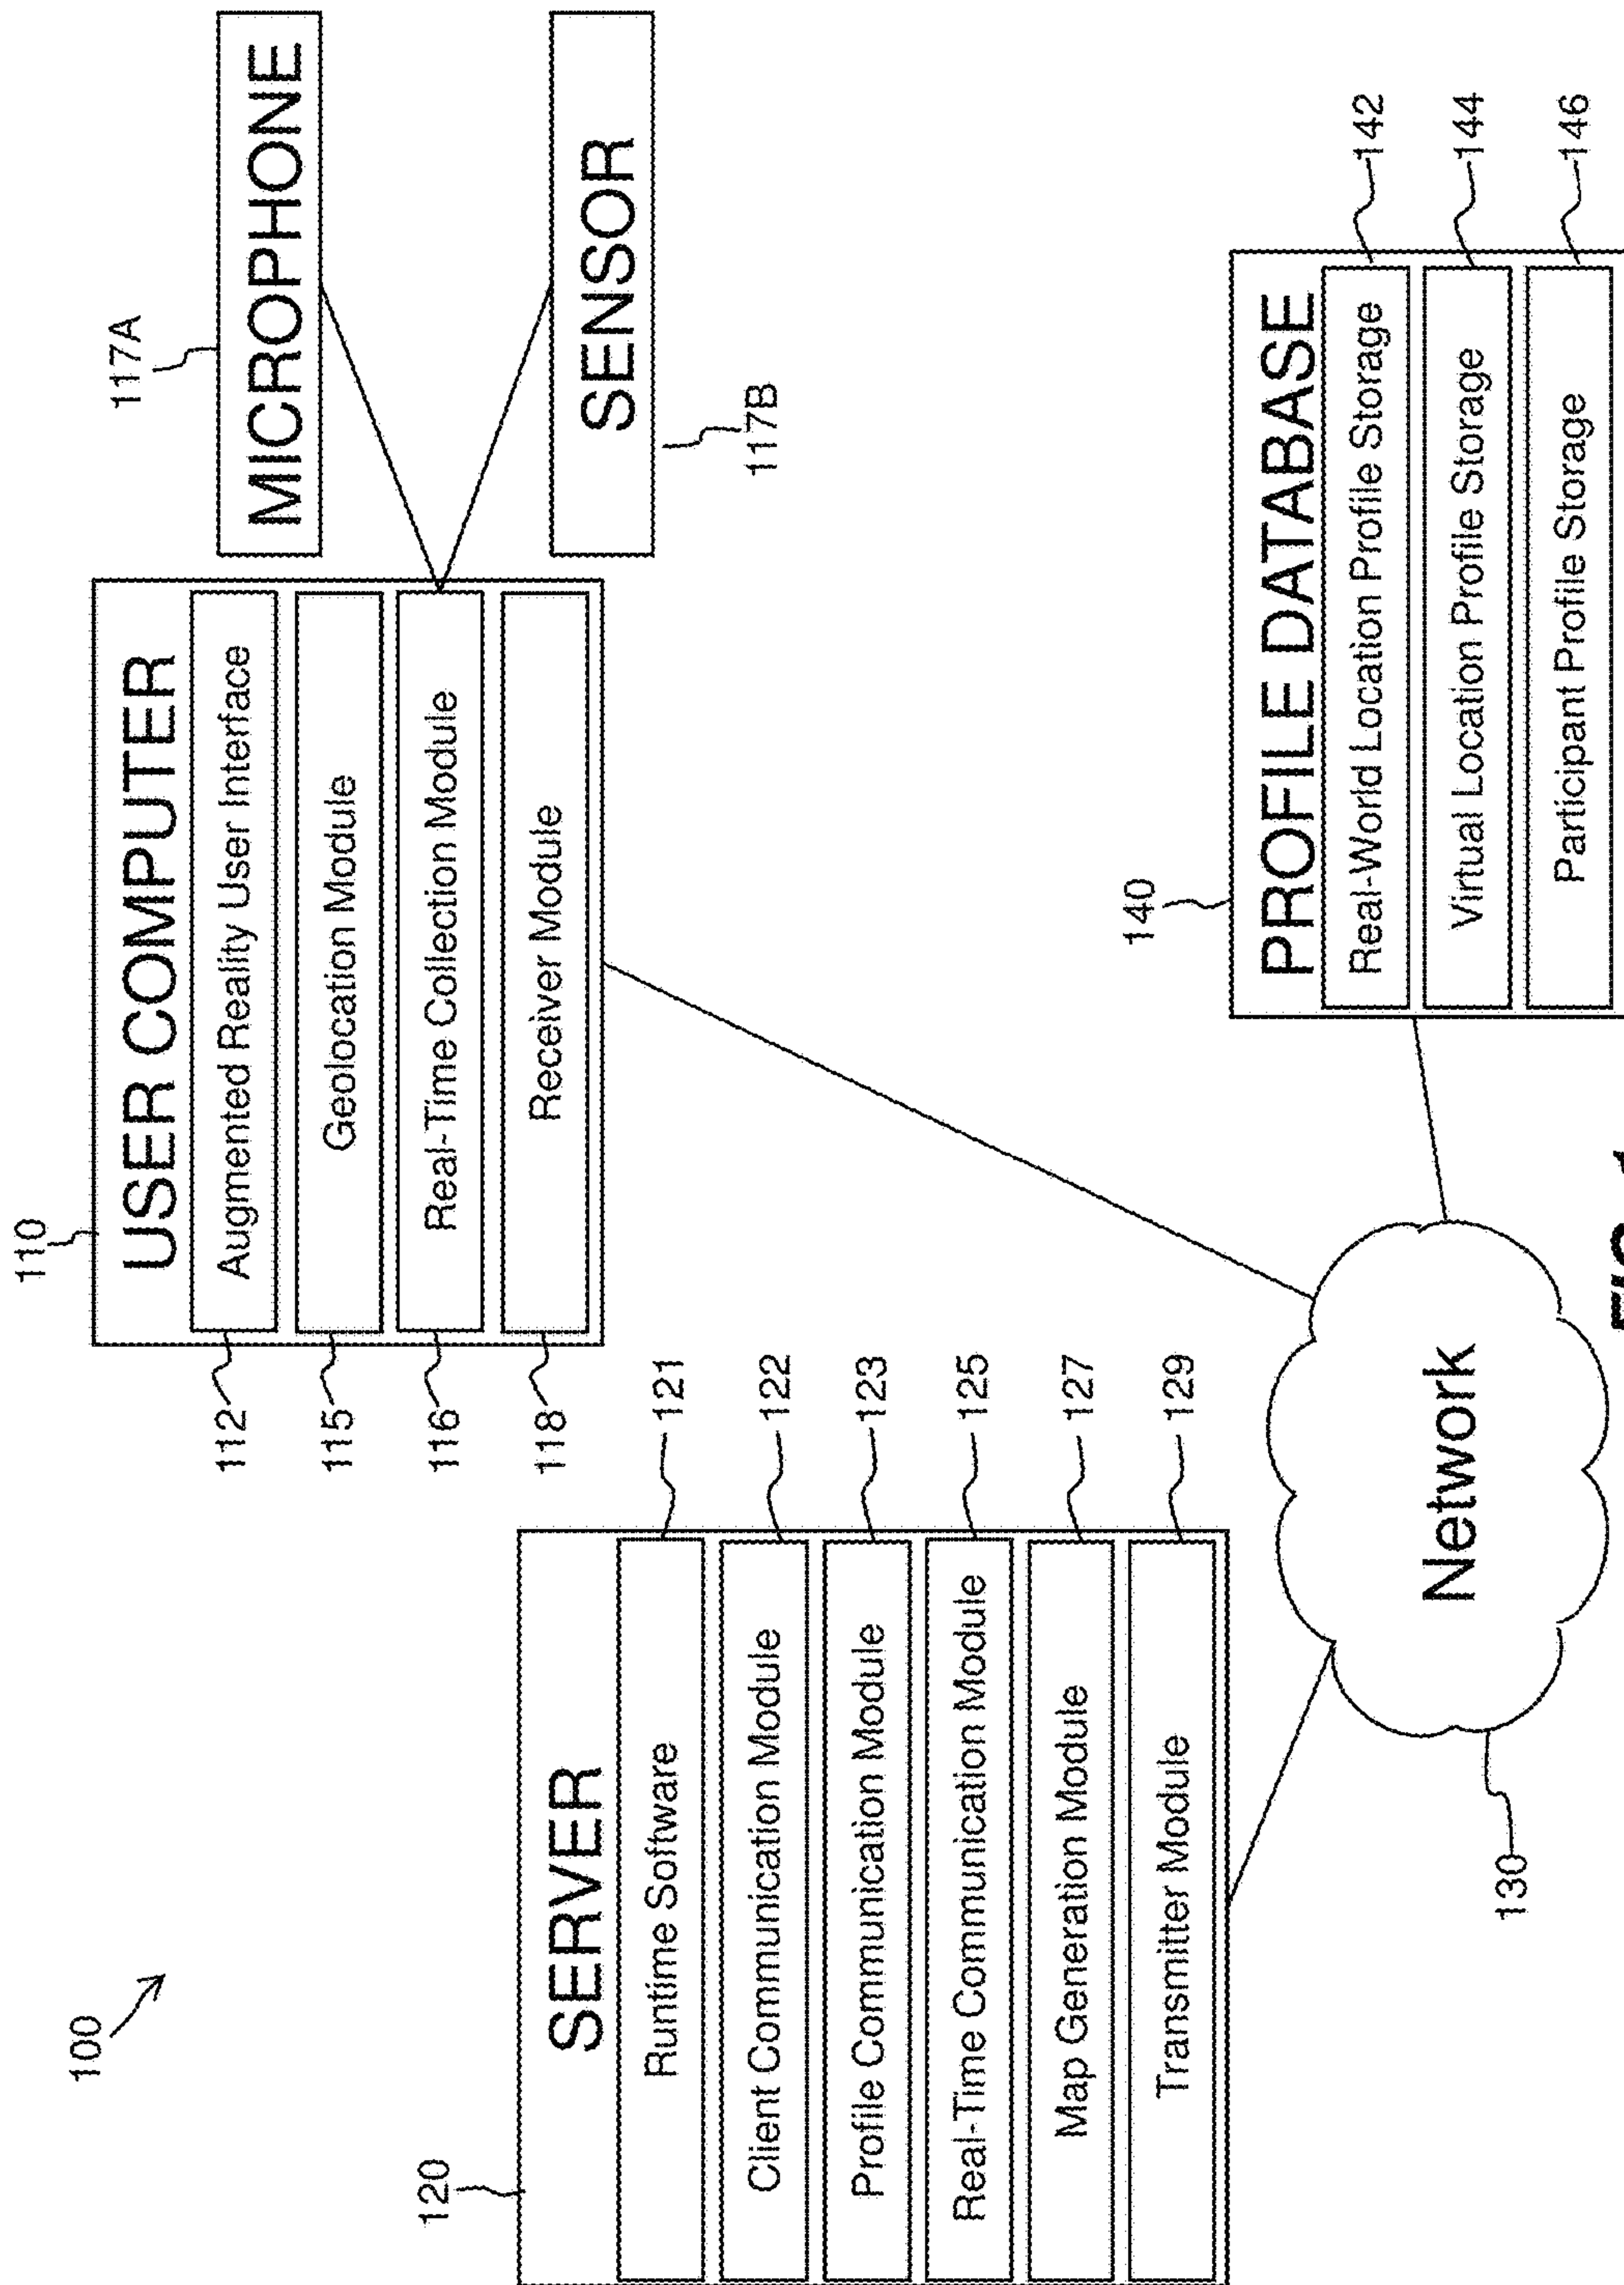 100
110
USER COMPUTER
112
Augmented Reality User Interface
115
Geolocation Module
116
Real-Time Collection Module
118
Receiver Module
117A
MICROPHONE
SENSOR
117B
120
SERVER
Runtime Software
121
Client Communication Module
122
Profile Communication Module
123
Real-Time Communication Module
125
Map Generation Module
127
Transmitter Module
129
Network
130
140
PROFILE DATABASE
Real-World Location Profile Storage
142
Virtual Location Profile Storage
144
Participant Profile Storage
146
FIG. 1